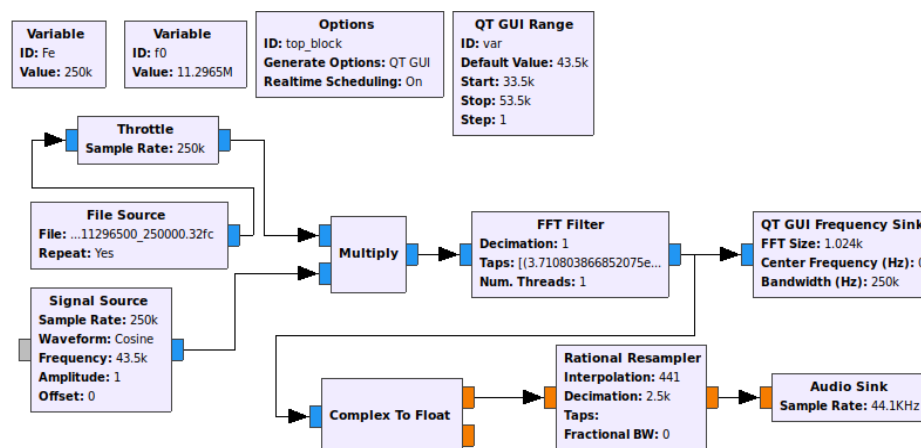 Variable
ID: Fe
Value: 250k
Variable
ID: f0
Value: 11.2965M
Options
ID: top_block
Generate Options: QT GUI
Realtime Scheduling: On
QT GUI Range
ID: var
Default Value: 43.5k
Start: 33.5k
Stop: 53.5k
Step: 1
Throttle
Sample Rate: 250k
File Source
File: ...11296500_250000.32fc
Repeat: Yes
Multiply
FFT Filter
Decimation: 1
Taps: [(3.710803866852075e...
Num. Threads: 1
QT GUI Frequency Sink
FFT Size: 1.024k
Center Frequency (Hz): 0
Bandwidth (Hz): 250k
Signal Source
Sample Rate: 250k
Waveform: Cosine
Frequency: 43.5k
Amplitude: 1
Offset: 0
Complex To Float
Rational Resampler
Interpolation: 441
Decimation: 2.5k
Taps:
Fractional BW: 0
Audio Sink
Sample Rate: 44.1KHz